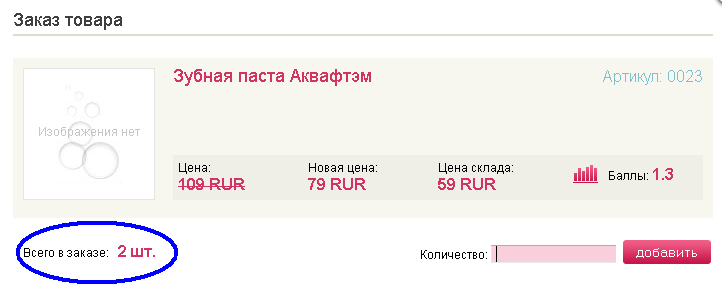 Заказ товара
Зубная паста Аквафтэм
Артикул: 0023
Изображения нет
Цена:
109 RUR
Новая цена:
79 RUR
Цена склада:
59 RUR
Баллы: 1.3
Всего в заказе: 2 шт.
Количество:
добавить